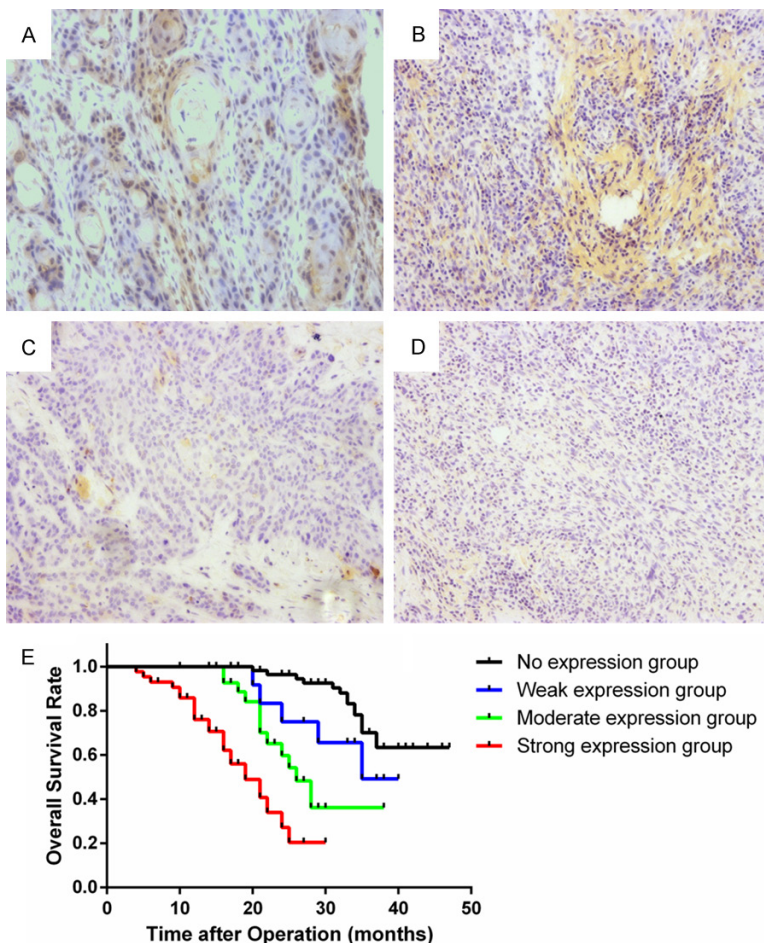 A
B
C
D
E
No expression group
Weak expression group
Moderate expression group
Strong expression group
1.0
0.8
0.6
0.4
0.2
0.0
Overall Survival Rate
0
10
20
30
40
50
Time after Operation (months)